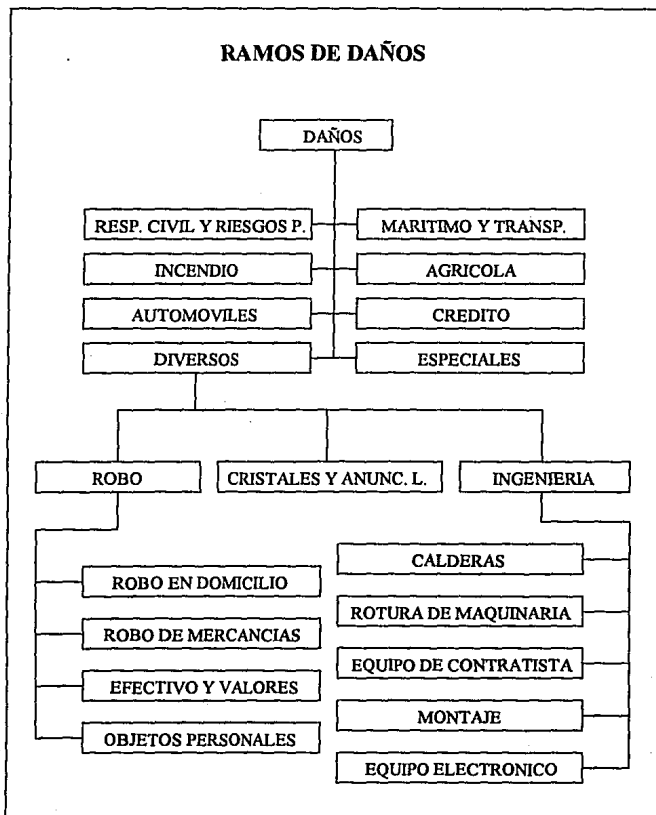 RAMOS DE DAÑOS
DAÑOS
RESP. CIVIL Y RIESGOS P.
MARITIMO Y TRANSP.
INCENDIO
AGRICOLA
AUTOMOVILES
CREDITO
DIVERSOS
ESPECIALES
ROBO
CRISTALES Y ANUNC. L.
INGENIERIA
ROBO EN DOMICILIO
ROBO DE MERCANCIAS
EFECTIVO Y VALORES
OBJETOS PERSONALES
CALDERAS
ROTURA DE MAQUINARIA
EQUIPO DE CONTRATISTA
MONTAJE
EQUIPO ELECTRONICO